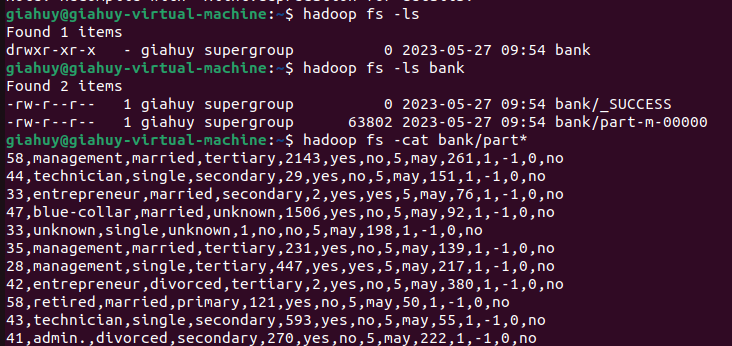 giahuy@giahuy-virtual-machine:~$ hadoop fs -ls
Found 1 items
drwxr-xr-x   - giahuy supergroup          0 2023-05-27 09:54 bank
giahuy@giahuy-virtual-machine:~$ hadoop fs -ls bank
Found 2 items
-rw-r--r--   1 giahuy supergroup          0 2023-05-27 09:54 bank/_SUCCESS
-rw-r--r--   1 giahuy supergroup      63802 2023-05-27 09:54 bank/part-m-00000
giahuy@giahuy-virtual-machine:~$ hadoop fs -cat bank/part*
58,management,married,tertiary,2143,yes,no,5,may,261,1,-1,0,no
44,technician,single,secondary,29,yes,no,5,may,151,1,-1,0,no
33,entrepreneur,married,secondary,2,yes,yes,5,may,76,1,-1,0,no
47,blue-collar,married,unknown,1506,yes,no,5,may,92,1,-1,0,no
33,unknown,single,unknown,1,no,no,5,may,198,1,-1,0,no
35,management,married,tertiary,231,yes,no,5,may,139,1,-1,0,no
28,management,single,tertiary,447,yes,yes,5,may,217,1,-1,0,no
42,entrepreneur,divorced,tertiary,2,yes,no,5,may,380,1,-1,0,no
58,retired,married,primary,121,yes,no,5,may,50,1,-1,0,no
43,technician,single,secondary,593,yes,no,5,may,55,1,-1,0,no
41,admin.,divorced,secondary,270,yes,no,5,may,222,1,-1,0,no